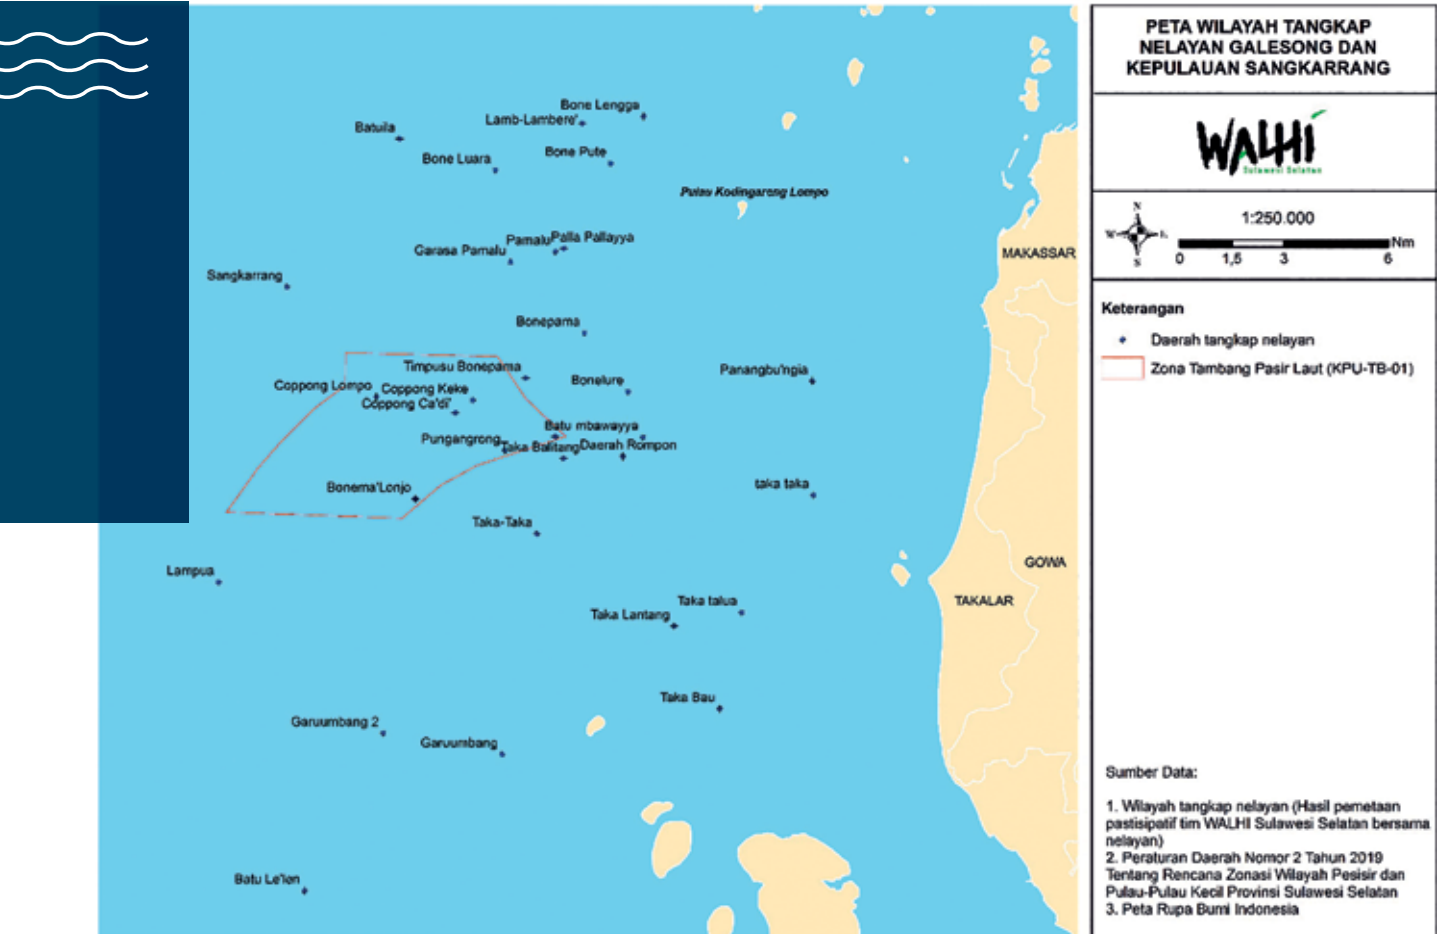 PETA WILAYAH TANGKAP
NELAYAN GALESONG DAN
KEPULAUAN SANGKARRANG
WALHI
Sulawesi Selatan
N
W
E
S
1:250.000
Nm
0 1,5 3 6
Keterangan
Daerah tangkap nelayan
Zona Tambang Pasir Laut (KPU-TB-01)
Bone Lengga
Lamb-Lambere'
Batuila
Bone Luara
Bone Pute
Pulau Kodingareng Lompo
Garasa Pamalu
Pamalu
Palla Pallayya
MAKASSAR
Sangkarrang
Bonepama
Timpusu Bonepama
Panangbu'ngia
Coppong Lompo
Coppong Keke
Bonelure
Coppong Ca'di'
Batu mbawayya
Pungangrong
Taka Balitang
Daerah Rompon
Bonema'Lonjo
taka taka
Taka-Taka
Lampua
GOWA
TAKALAR
Taka Lantang
Taka talua
Taka Bau
Garuumbang 2
Garuumbang
Batu Le'len
Sumber Data:
1. Wilayah tangkap nelayan (Hasil pemetaan
pastisipatif tim WALHI Sulawesi Selatan bersama
nelayan)
2. Peraturan Daerah Nomor 2 Tahun 2019
Tentang Rencana Zonasi Wilayah Pesisir dan
Pulau-Pulau Kecil Provinsi Sulawesi Selatan
3. Peta Rupa Bumi Indonesia